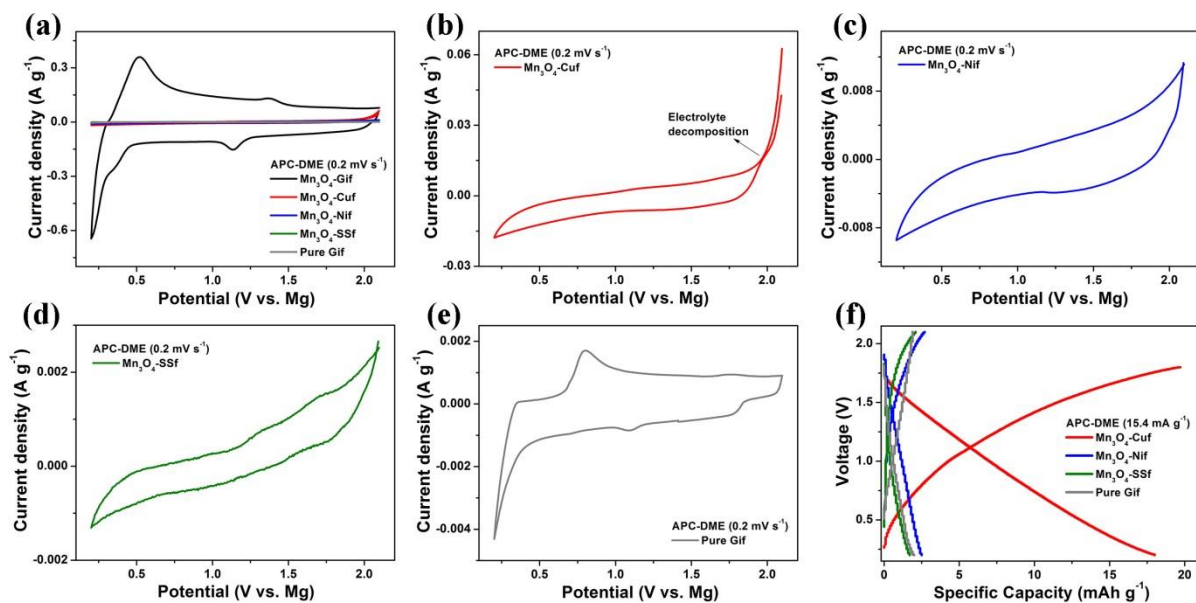 (a)
Current density (A g⁻¹)
0.3
0.0
-0.3
-0.6
APC-DME (0.2 mV s⁻¹)
Mn₃O₄-Gif
Mn₃O₄-Cuf
Mn₃O₄-Nif
Mn₃O₄-SSf
Pure Gif
0.5 1.0 1.5 2.0
Potential (V vs. Mg)
(b)
Current density (A g⁻¹)
0.06
0.03
0.00
-0.03
APC-DME (0.2 mV s⁻¹)
Mn₃O₄-Cuf
Electrolyte
decomposition
0.5 1.0 1.5 2.0
Potential (V vs. Mg)
(c)
Current density (A g⁻¹)
0.008
0.000
-0.008
APC-DME (0.2 mV s⁻¹)
Mn₃O₄-Nif
0.5 1.0 1.5 2.0
Potential (V vs. Mg)
(d)
Current density (A g⁻¹)
0.002
0.000
-0.002
APC-DME (0.2 mV s⁻¹)
Mn₃O₄-SSf
0.5 1.0 1.5 2.0
Potential (V vs. Mg)
(e)
Current density (A g⁻¹)
0.002
0.000
-0.002
-0.004
APC-DME (0.2 mV s⁻¹)
Pure Gif
0.5 1.0 1.5 2.0
Potential (V vs. Mg)
(f)
Voltage (V)
2.0
1.5
1.0
0.5
APC-DME (15.4 mA g⁻¹)
Mn₃O₄-Cuf
Mn₃O₄-Nif
Mn₃O₄-SSf
Pure Gif
0 5 10 15 20
Specific Capacity (mAh g⁻¹)